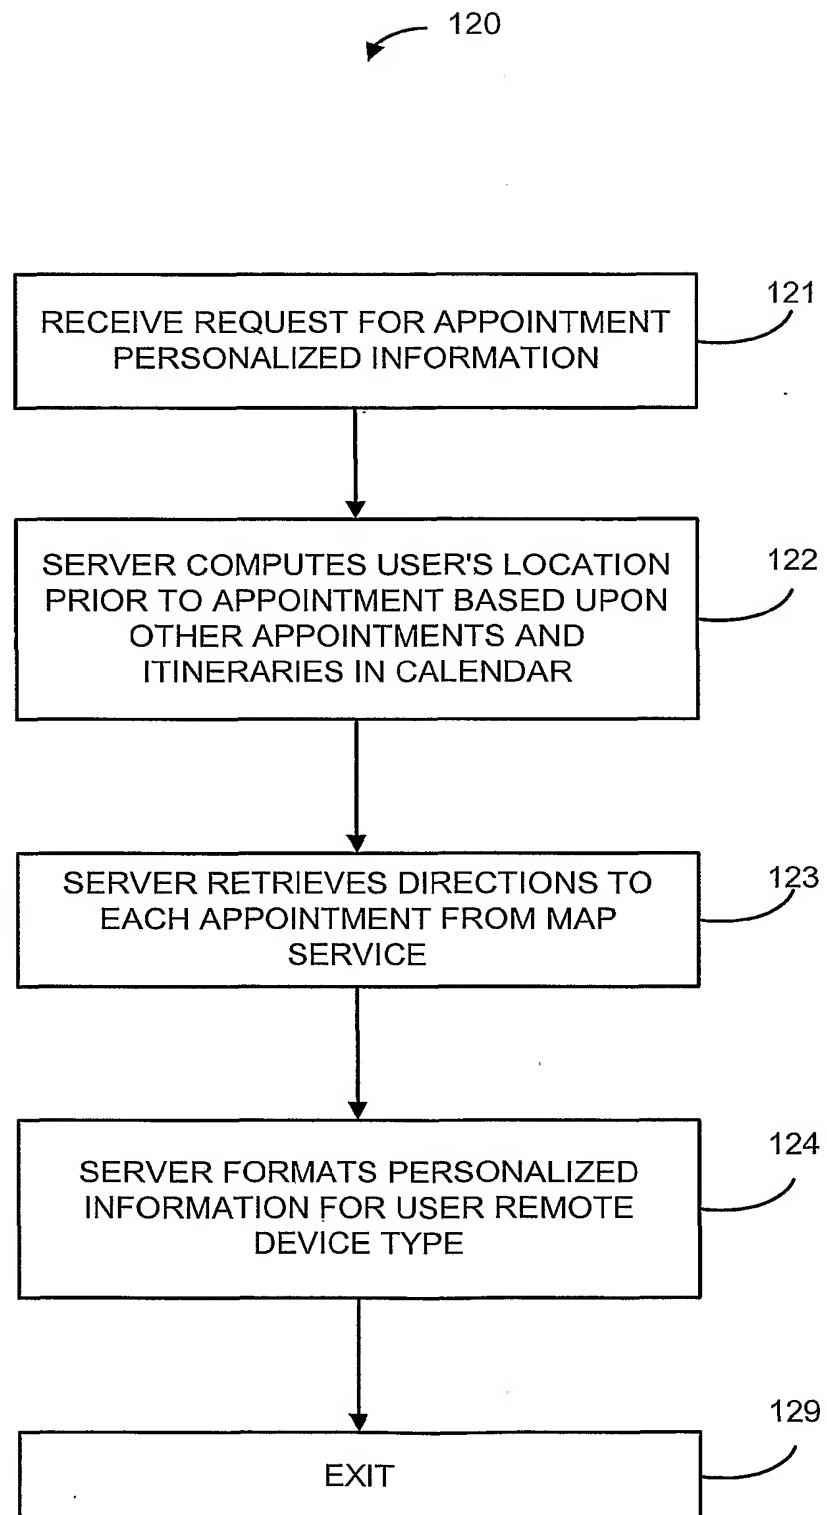 120
121
RECEIVE REQUEST FOR APPOINTMENT
PERSONALIZED INFORMATION
122
SERVER COMPUTES USER'S LOCATION
PRIOR TO APPOINTMENT BASED UPON
OTHER APPOINTMENTS AND
ITINERARIES IN CALENDAR
123
SERVER RETRIEVES DIRECTIONS TO
EACH APPOINTMENT FROM MAP
SERVICE
124
SERVER FORMATS PERSONALIZED
INFORMATION FOR USER REMOTE
DEVICE TYPE
129
EXIT